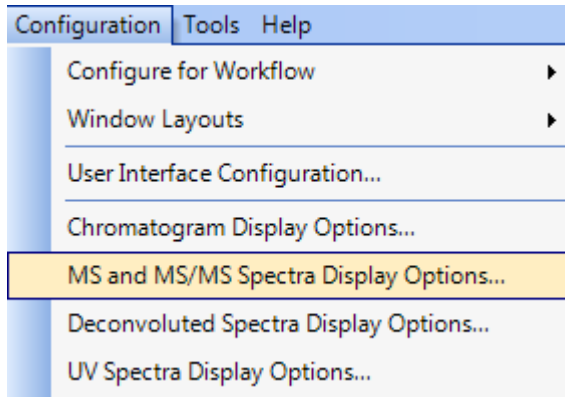 Configuration Tools Help
Configure for Workflow
Window Layouts
User Interface Configuration...
Chromatogram Display Options...
MS and MS/MS Spectra Display Options...
Deconvoluted Spectra Display Options...
UV Spectra Display Options...